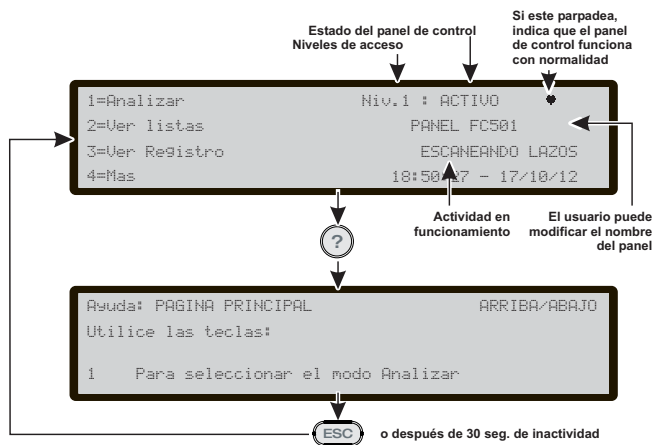 Estado del panel de control
Niveles de acceso
Si este parpadea,
indica que el panel
de control funciona
con normalidad
1=Analizar Niv.1 : ACTIVO
2=Ver listas PANEL FC501
3=Ver Registro ESCANEANDO LAZOS
4=Mas 18:50:27 - 17/10/12
Actividad en
funcionamiento
El usuario puede
modificar el nombre
del panel
?
Ayuda: PAGINA PRINCIPAL ARRIBA/ABAJO
Utilice las teclas:
1 Para seleccionar el modo Analizar
ESC o después de 30 seg. de inactividad